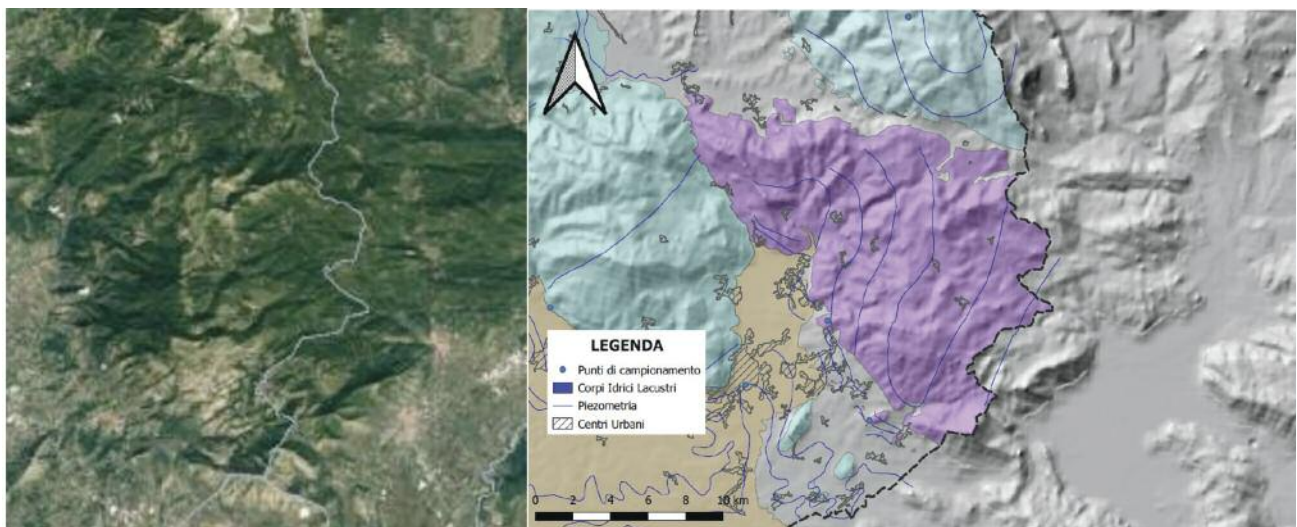 LEGENDA
Punti di campionamento
Corpi Idrici Lacustri
Piezometria
Centri Urbani
0 2 4 6 8 10 km